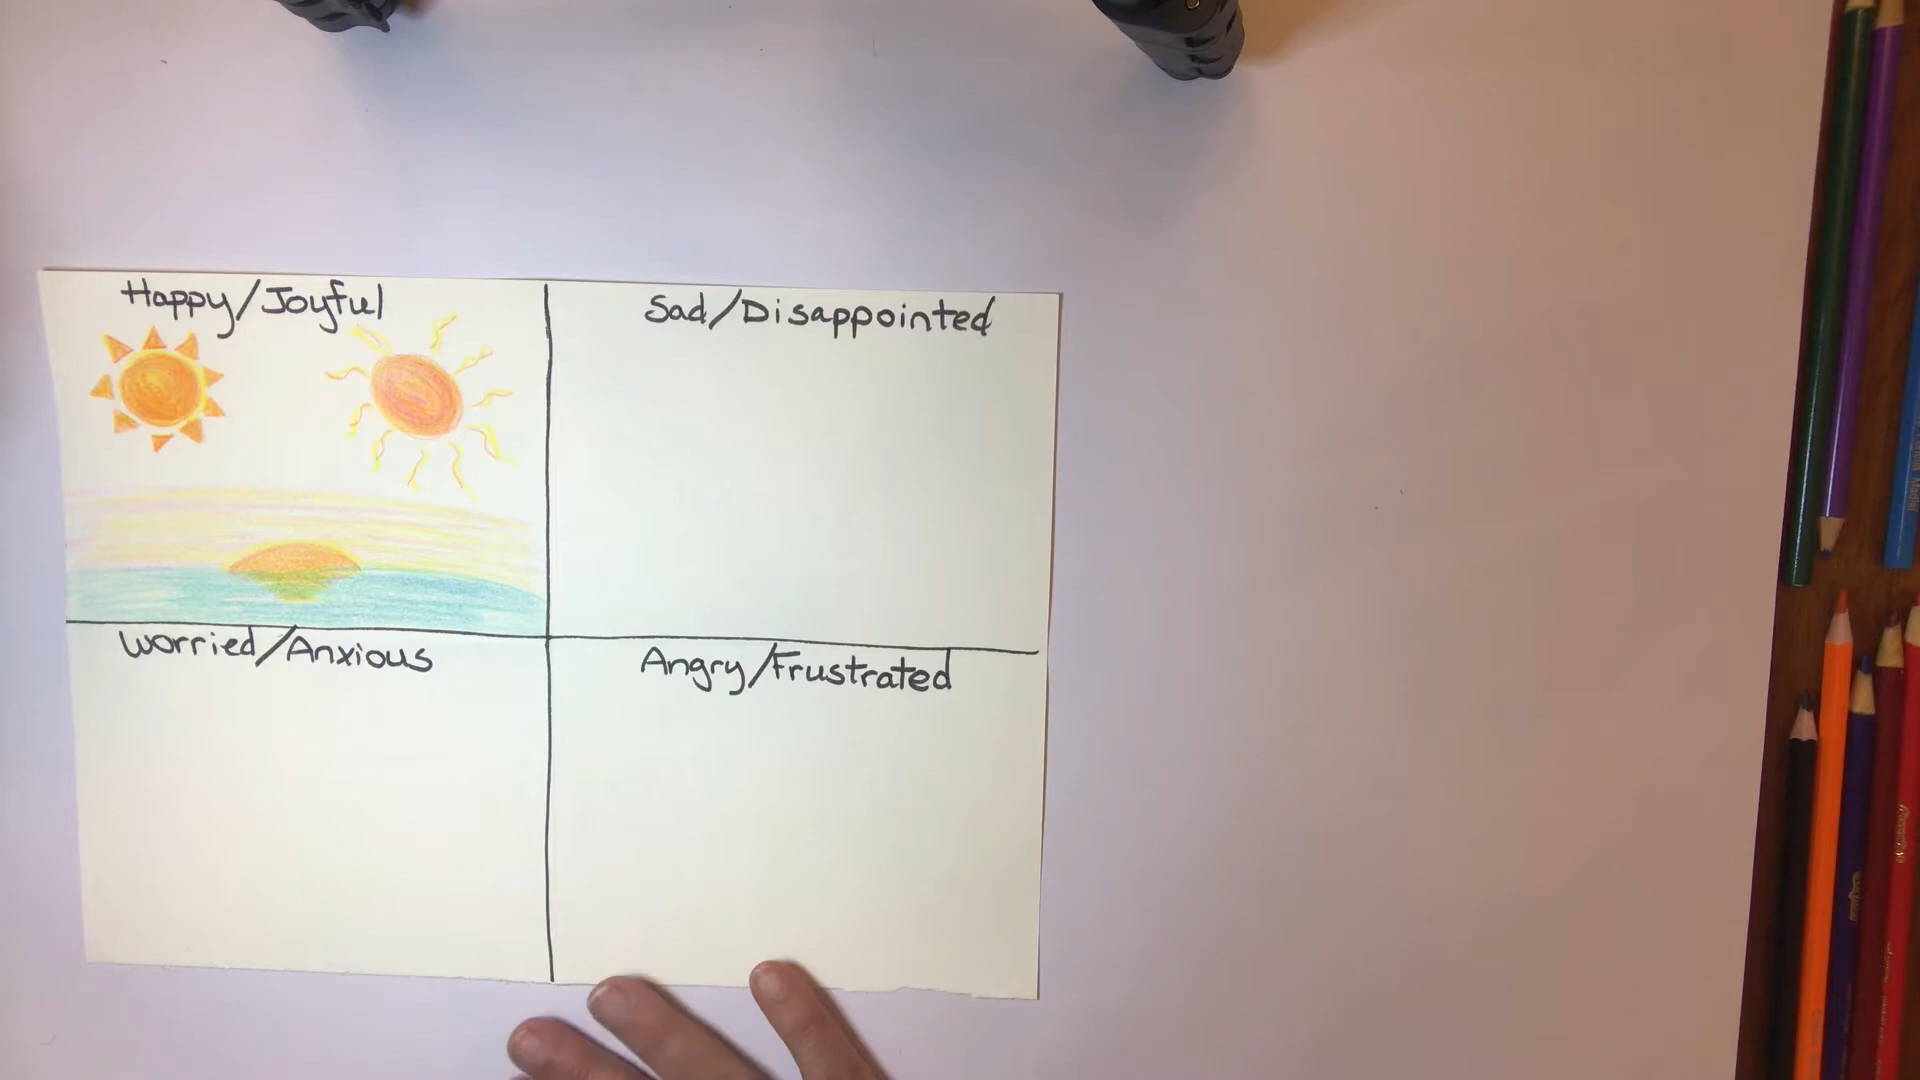 Happy/Joyful
Sad/Disappointed
Worried/Anxious
Angry/Frustrated